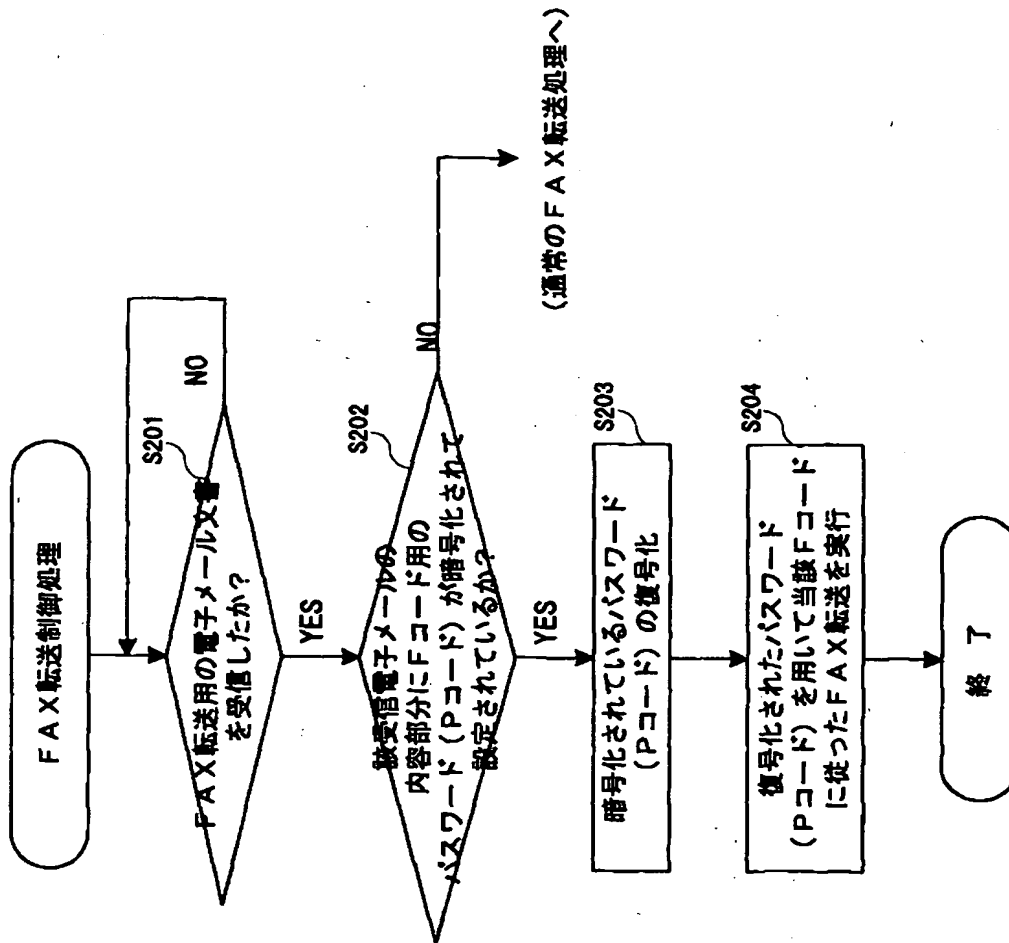 ＦＡＸ転送制御処理
S201
ＦＡＸ転送用の電子メール文書
を受信したか？
NO
YES
S202
該受信電子メールの
内容部分にＦコード用の
パスワード（Ｐコード）が暗号化されて
設定されているか？
NO
(通常のＦＡＸ転送処理へ)
YES
S203
暗号化されているパスワード
（Ｐコード）の復号化
S204
復号化されたパスワード
（Ｐコード）を用いて当該Ｆコード
に従ったＦＡＸ転送を実行
終 了